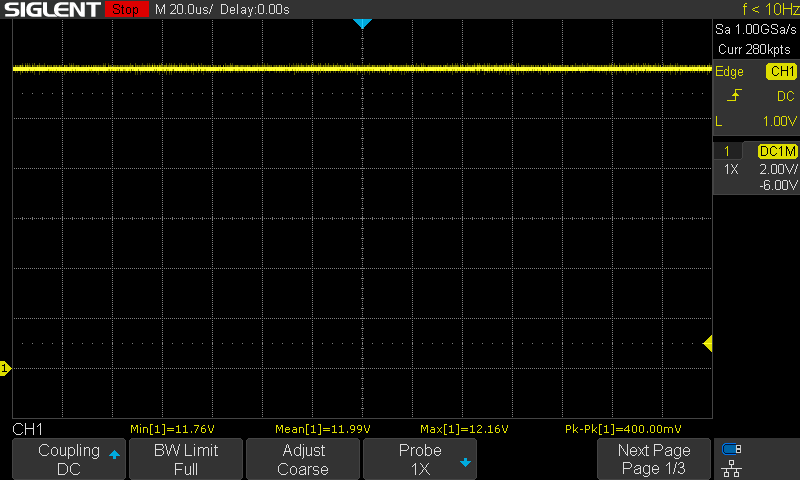 SIGLENT Stop M 20.0us/ Delay:0.00s f < 10Hz
Sa 1.00GSa/s
Curr 280kpts
Edge CH1
DC
L 1.00V
1 DC1M
1X 2.00V/
-6.00V
1
CH1 Min[1]=11.76V Mean[1]=11.99V Max[1]=12.16V Pk-Pk[1]=400.00mV
Coupling BW Limit Adjust Probe Next Page
DC Full Coarse 1X Page 1/3